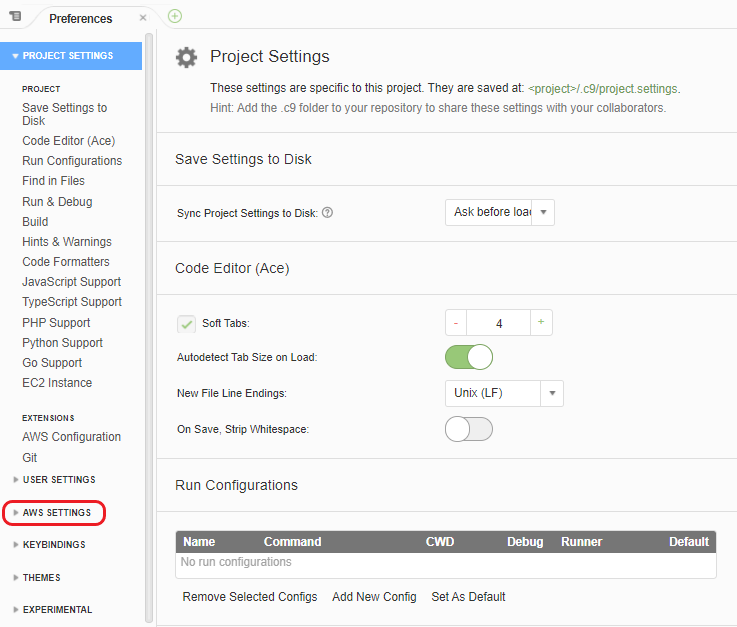 Preferences
PROJECT SETTINGS
PROJECT
Save Settings to
Disk
Code Editor (Ace)
Run Configurations
Find in Files
Run & Debug
Build
Hints & Warnings
Code Formatters
JavaScript Support
TypeScript Support
PHP Support
Python Support
Go Support
EC2 Instance
EXTENSIONS
AWS Configuration
Git
USER SETTINGS
AWS SETTINGS
KEYBINDINGS
THEMES
EXPERIMENTAL
Project Settings
These settings are specific to this project. They are saved at: <project>/.c9/project.settings.
Hint: Add the .c9 folder to your repository to share these settings with your collaborators.
Save Settings to Disk
Sync Project Settings to Disk: ? Ask before load
Code Editor (Ace)
Soft Tabs: - 4 +
Autodetect Tab Size on Load:
New File Line Endings: Unix (LF)
On Save, Strip Whitespace:
Run Configurations
Name Command CWD Debug Runner Default
No run configurations
Remove Selected Configs Add New Config Set As Default